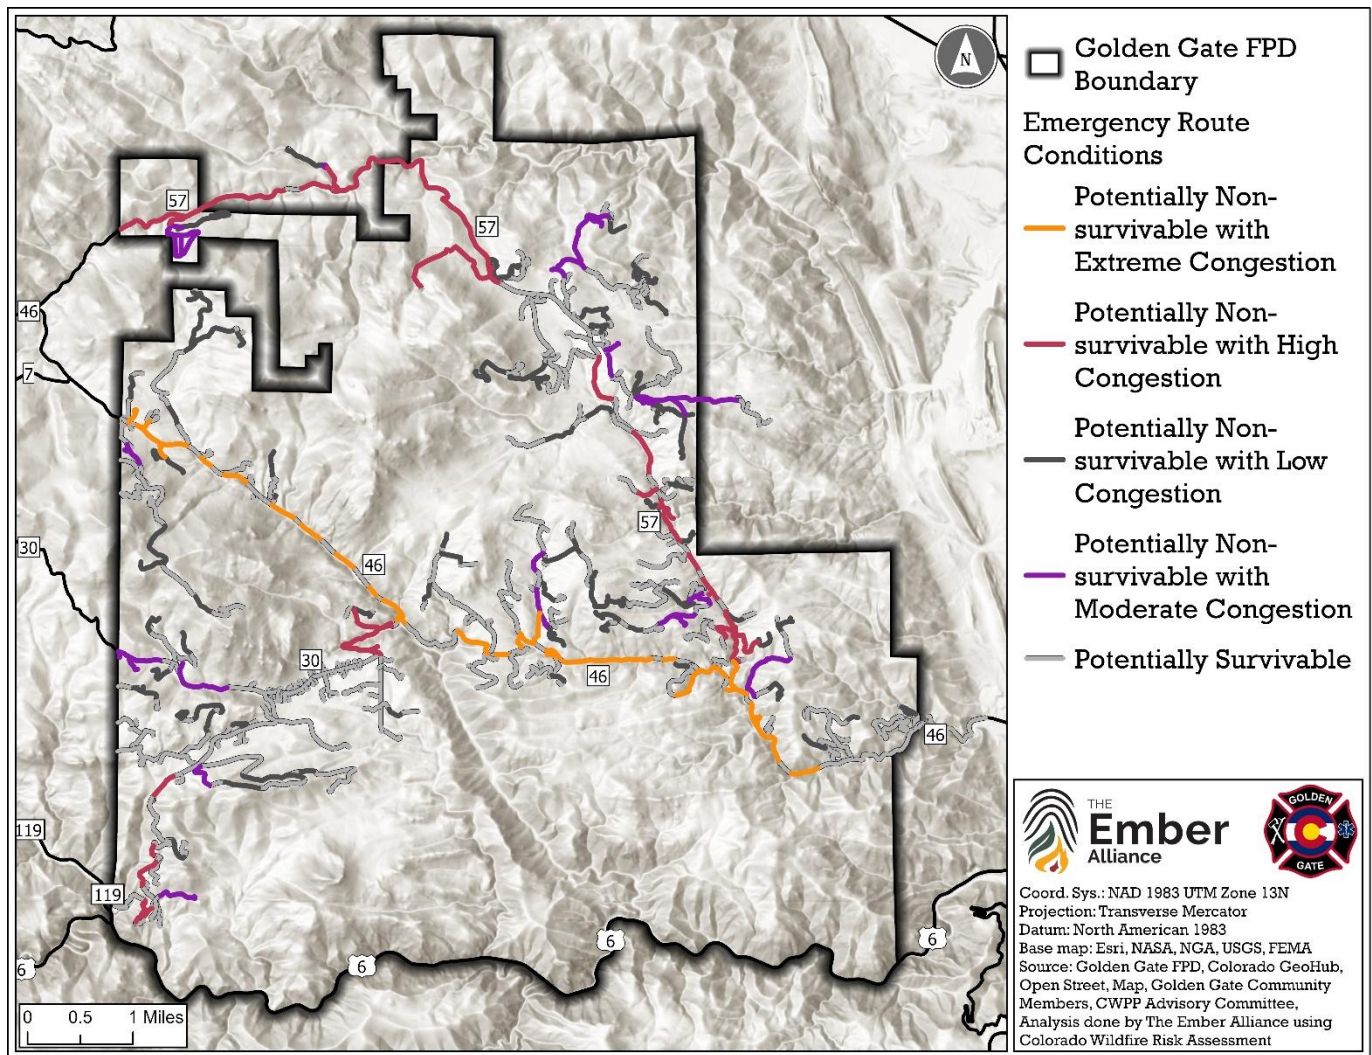 N
57
57
46
7
57
30
46
30
46
46
119
119
6
6
6
6
0 0.5 1 Miles
Golden Gate FPD
Boundary
Emergency Route
Conditions
Potentially Non-
survivable with
Extreme Congestion
Potentially Non-
survivable with High
Congestion
Potentially Non-
survivable with Low
Congestion
Potentially Non-
survivable with
Moderate Congestion
Potentially Survivable
THE
Ember
Alliance
GOLDEN
GATE
Coord. Sys.: NAD 1983 UTM Zone 13N
Projection: Transverse Mercator
Datum: North American 1983
Base map: Esri, NASA, NGA, USGS, FEMA
Source: Golden Gate FPD, Colorado GeoHub,
Open Street, Map, Golden Gate Community
Members, CWPP Advisory Committee,
Analysis done by The Ember Alliance using
Colorado Wildfire Risk Assessment